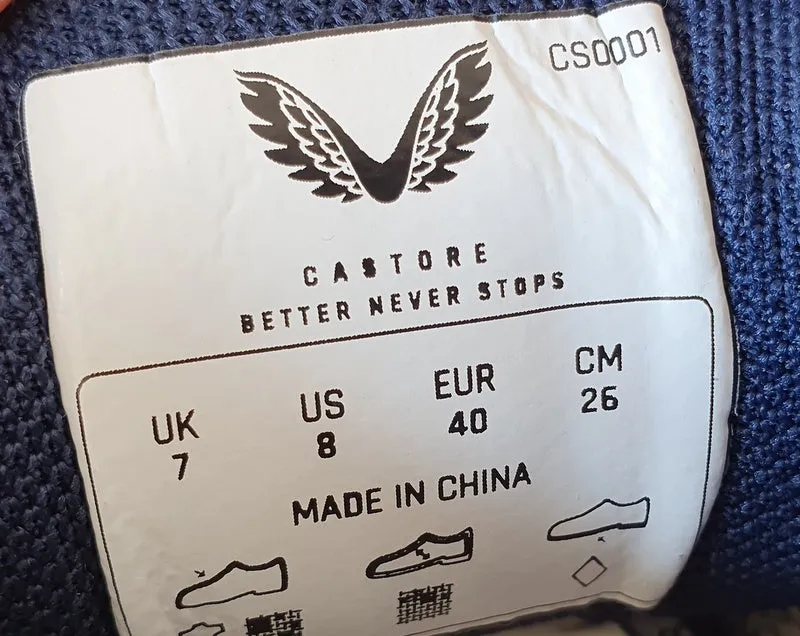 CS0001
CASTORE
BETTER NEVER STOPS
UK US EUR CM
7 8 40 26
MADE IN CHINA